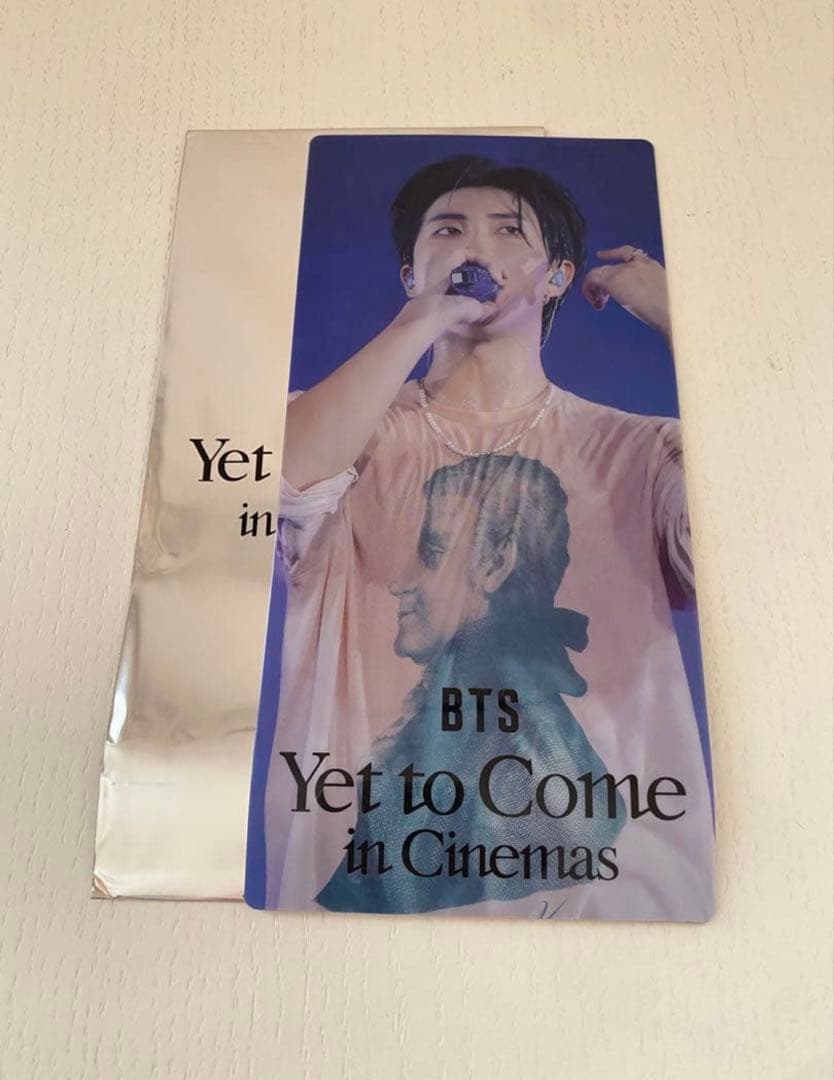 Yet
in
BTS
Yet to Come
in Cinemas